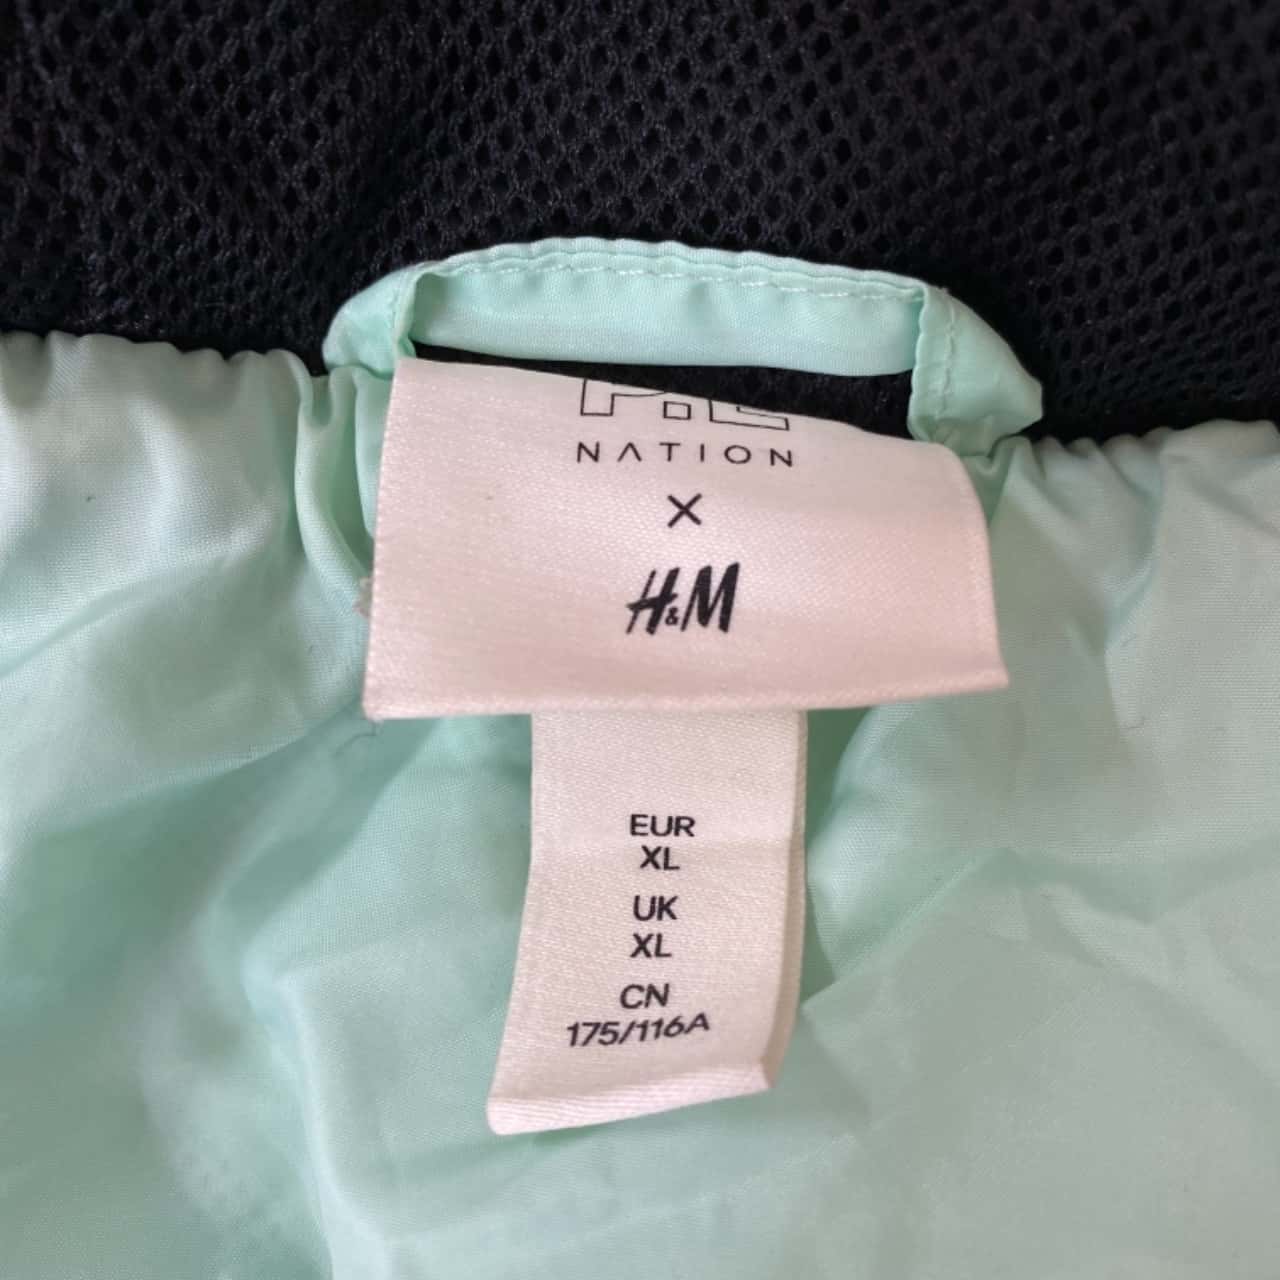 P.E
NATION
X
H&M
EUR
XL
UK
XL
CN
175/116A